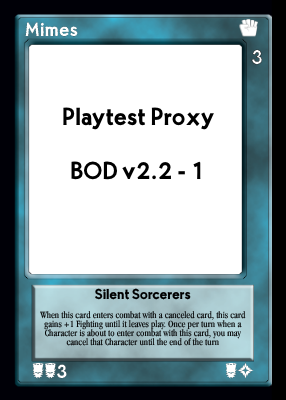 Mimes
3
Playtest Proxy
BOD v2.2 - 1
Silent Sorcerers
When this card enters combat with a canceled card, this card
gains +1 Fighting until it leaves play. Once per turn when a
Character is about to enter combat with this card, you may
cancel that Character until the end of the turn
3